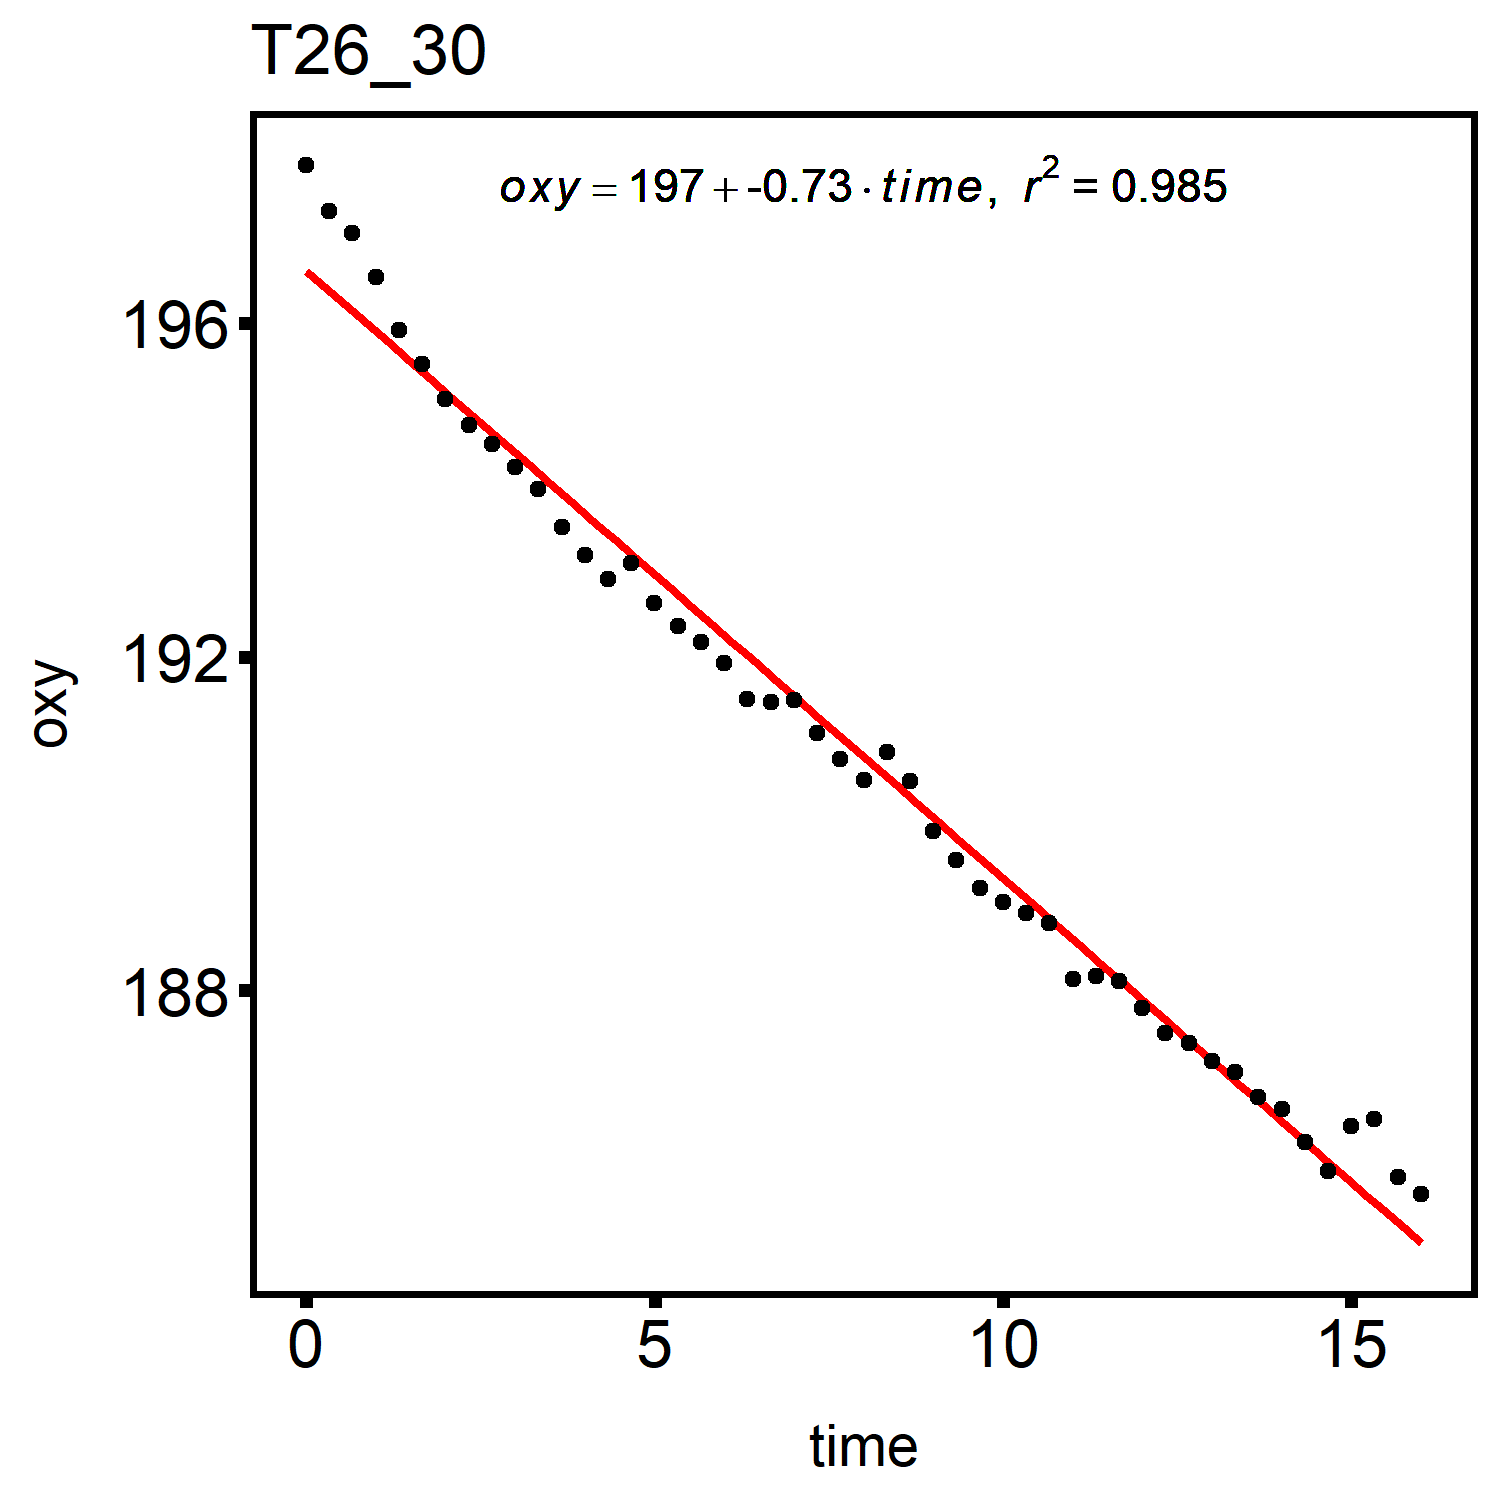 T26_30
oxy = 197 + -0.73 · time, r² = 0.985
196
192
188
oxy
0 5 10 15
time